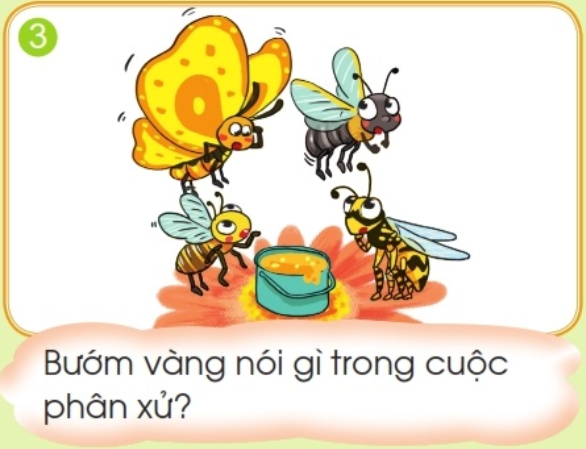 3
Bướm vàng nói gì trong cuộc
phân xử?